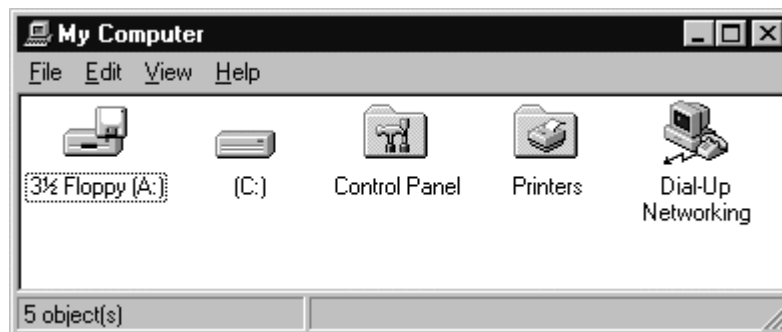 My Computer
File Edit View Help
3½ Floppy (A:) (C:) Control Panel Printers Dial-Up
Networking
5 object(s)